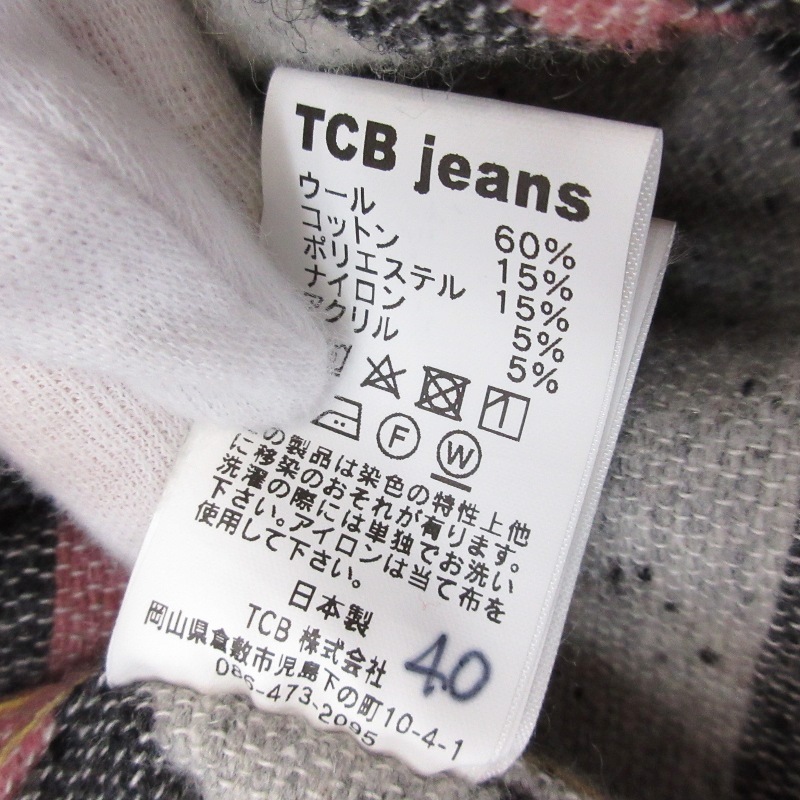 TCB jeans
ウール 60%
コットン 15%
ポリエステル 15%
ナイロン 5%
アクリル 5%
F W
の製品は染色の特性上他
に移染のおそれが有ります。
洗濯の際には単独でお洗い
下さい。アイロンは当て布を
使用して下さい。
日本製
TCB 株式会社
岡山県倉敷市児島下の町10-4-1
086-473-2095
40